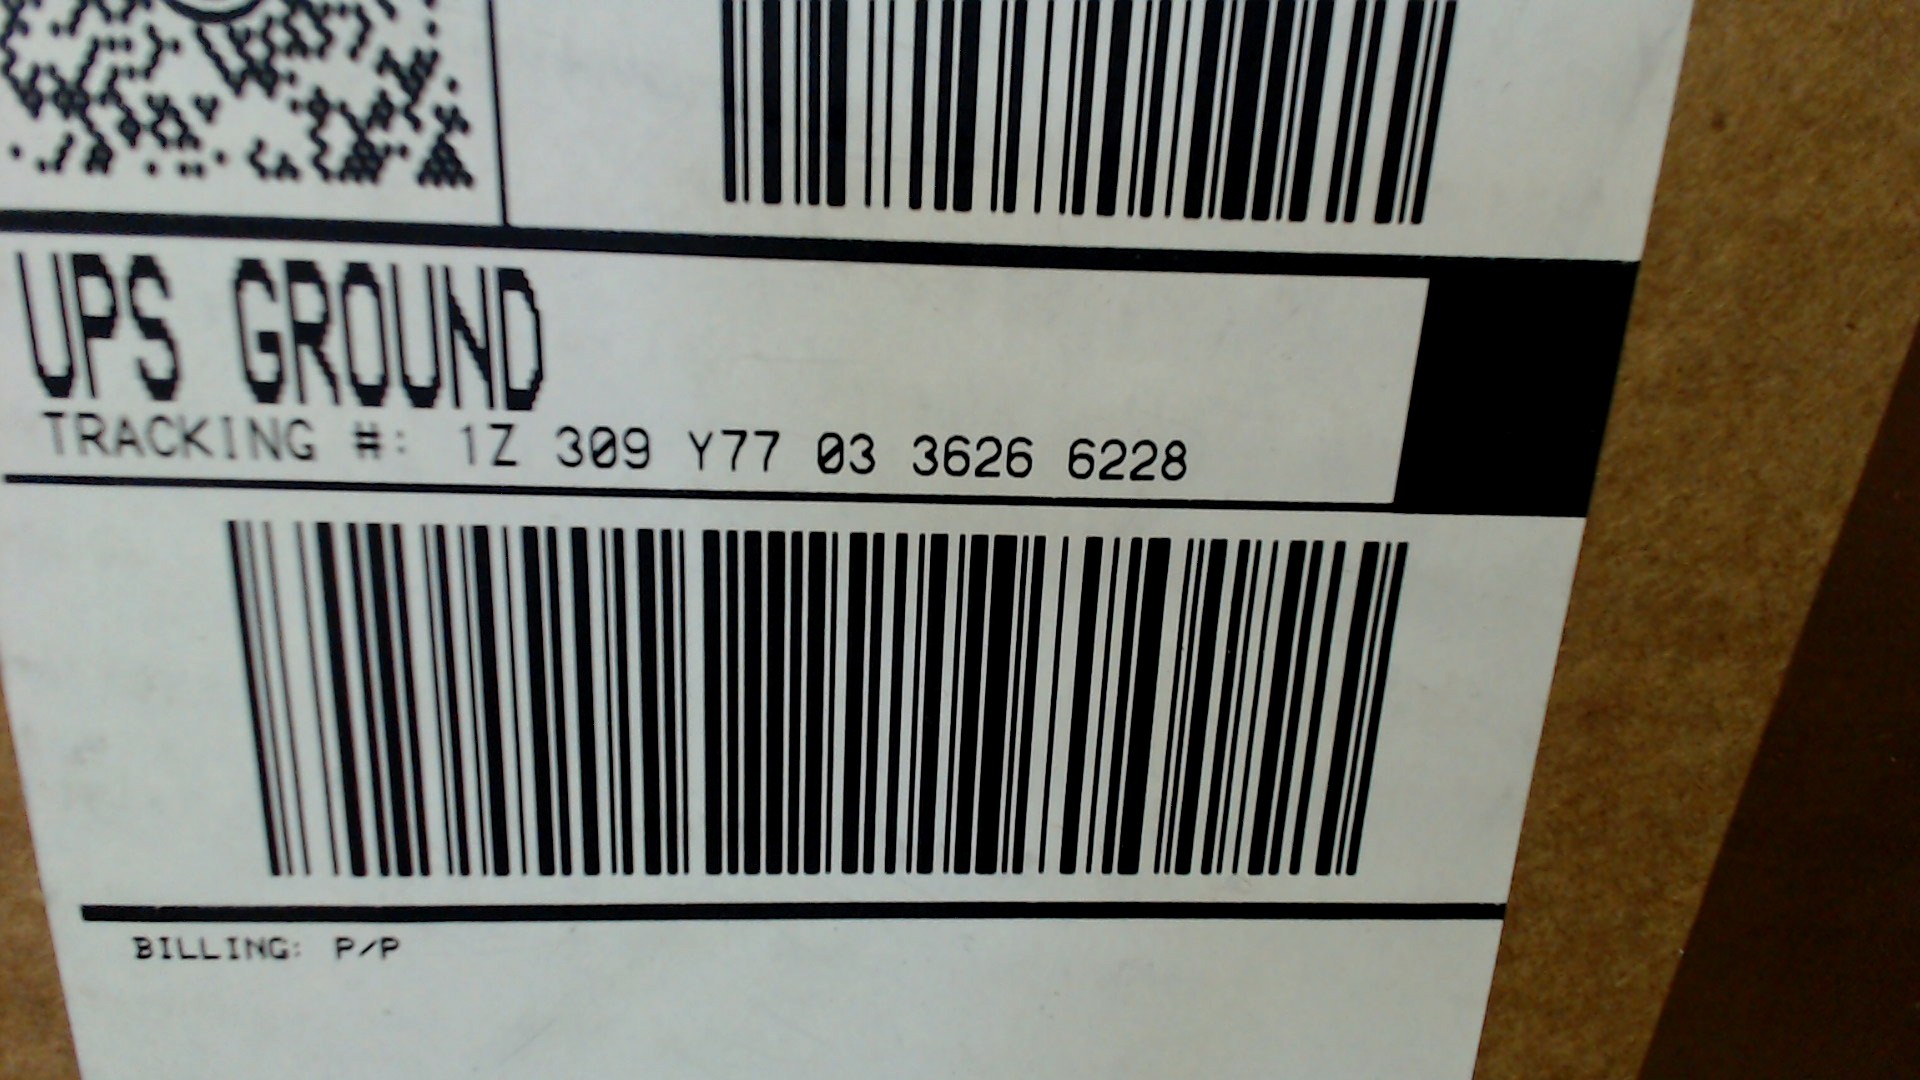 UPS GROUND
TRACKING #: 1Z 309 Y77 03 3626 6228
BILLING: P/P